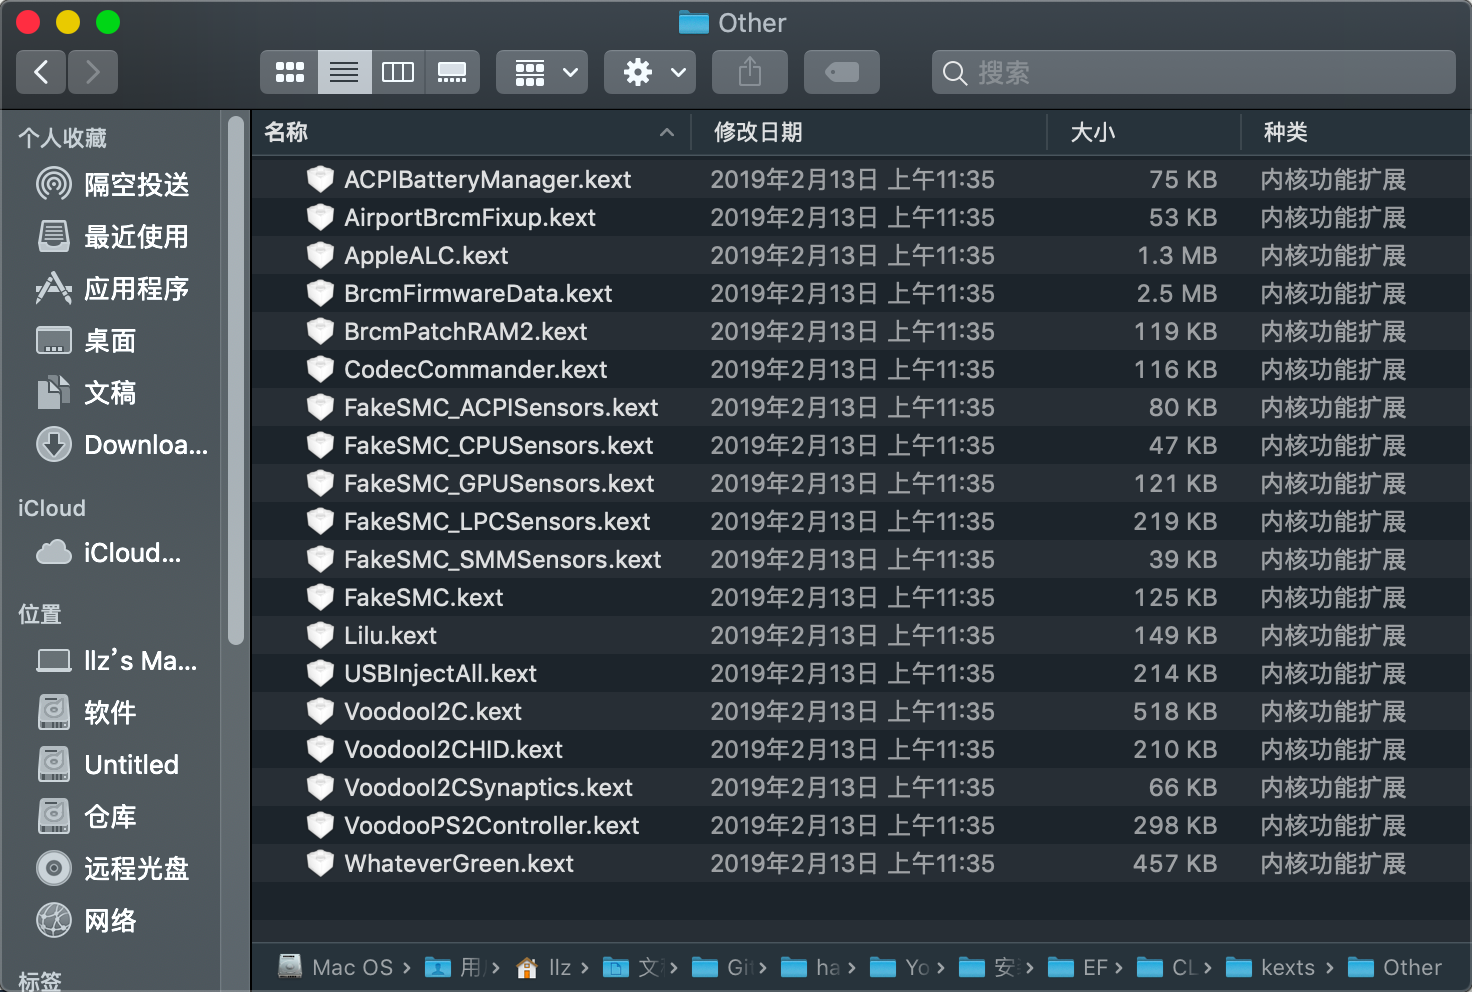 Other
搜索
个人收藏
隔空投送
最近使用
应用程序
桌面
文稿
Downloa...
iCloud
iCloud...
位置
llz's Ma...
软件
Untitled
仓库
远程光盘
网络
标签
名称 修改日期 大小 种类
ACPIBatteryManager.kext 2019年2月13日 上午11:35 75 KB 内核功能扩展
AirportBrcmFixup.kext 2019年2月13日 上午11:35 53 KB 内核功能扩展
AppleALC.kext 2019年2月13日 上午11:35 1.3 MB 内核功能扩展
BrcmFirmwareData.kext 2019年2月13日 上午11:35 2.5 MB 内核功能扩展
BrcmPatchRAM2.kext 2019年2月13日 上午11:35 119 KB 内核功能扩展
CodecCommander.kext 2019年2月13日 上午11:35 116 KB 内核功能扩展
FakeSMC_ACPISensors.kext 2019年2月13日 上午11:35 80 KB 内核功能扩展
FakeSMC_CPUSensors.kext 2019年2月13日 上午11:35 47 KB 内核功能扩展
FakeSMC_GPUSensors.kext 2019年2月13日 上午11:35 121 KB 内核功能扩展
FakeSMC_LPCSensors.kext 2019年2月13日 上午11:35 219 KB 内核功能扩展
FakeSMC_SMMSensors.kext 2019年2月13日 上午11:35 39 KB 内核功能扩展
FakeSMC.kext 2019年2月13日 上午11:35 125 KB 内核功能扩展
Lilu.kext 2019年2月13日 上午11:35 149 KB 内核功能扩展
USBInjectAll.kext 2019年2月13日 上午11:35 214 KB 内核功能扩展
VoodooI2C.kext 2019年2月13日 上午11:35 518 KB 内核功能扩展
VoodooI2CHID.kext 2019年2月13日 上午11:35 210 KB 内核功能扩展
VoodooI2CSynaptics.kext 2019年2月13日 上午11:35 66 KB 内核功能扩展
VoodooPS2Controller.kext 2019年2月13日 上午11:35 298 KB 内核功能扩展
WhateverGreen.kext 2019年2月13日 上午11:35 457 KB 内核功能扩展
Mac OS › 用 › llz › 文 › Git › ha › Yo › 安 › EF › CL › kexts › Other